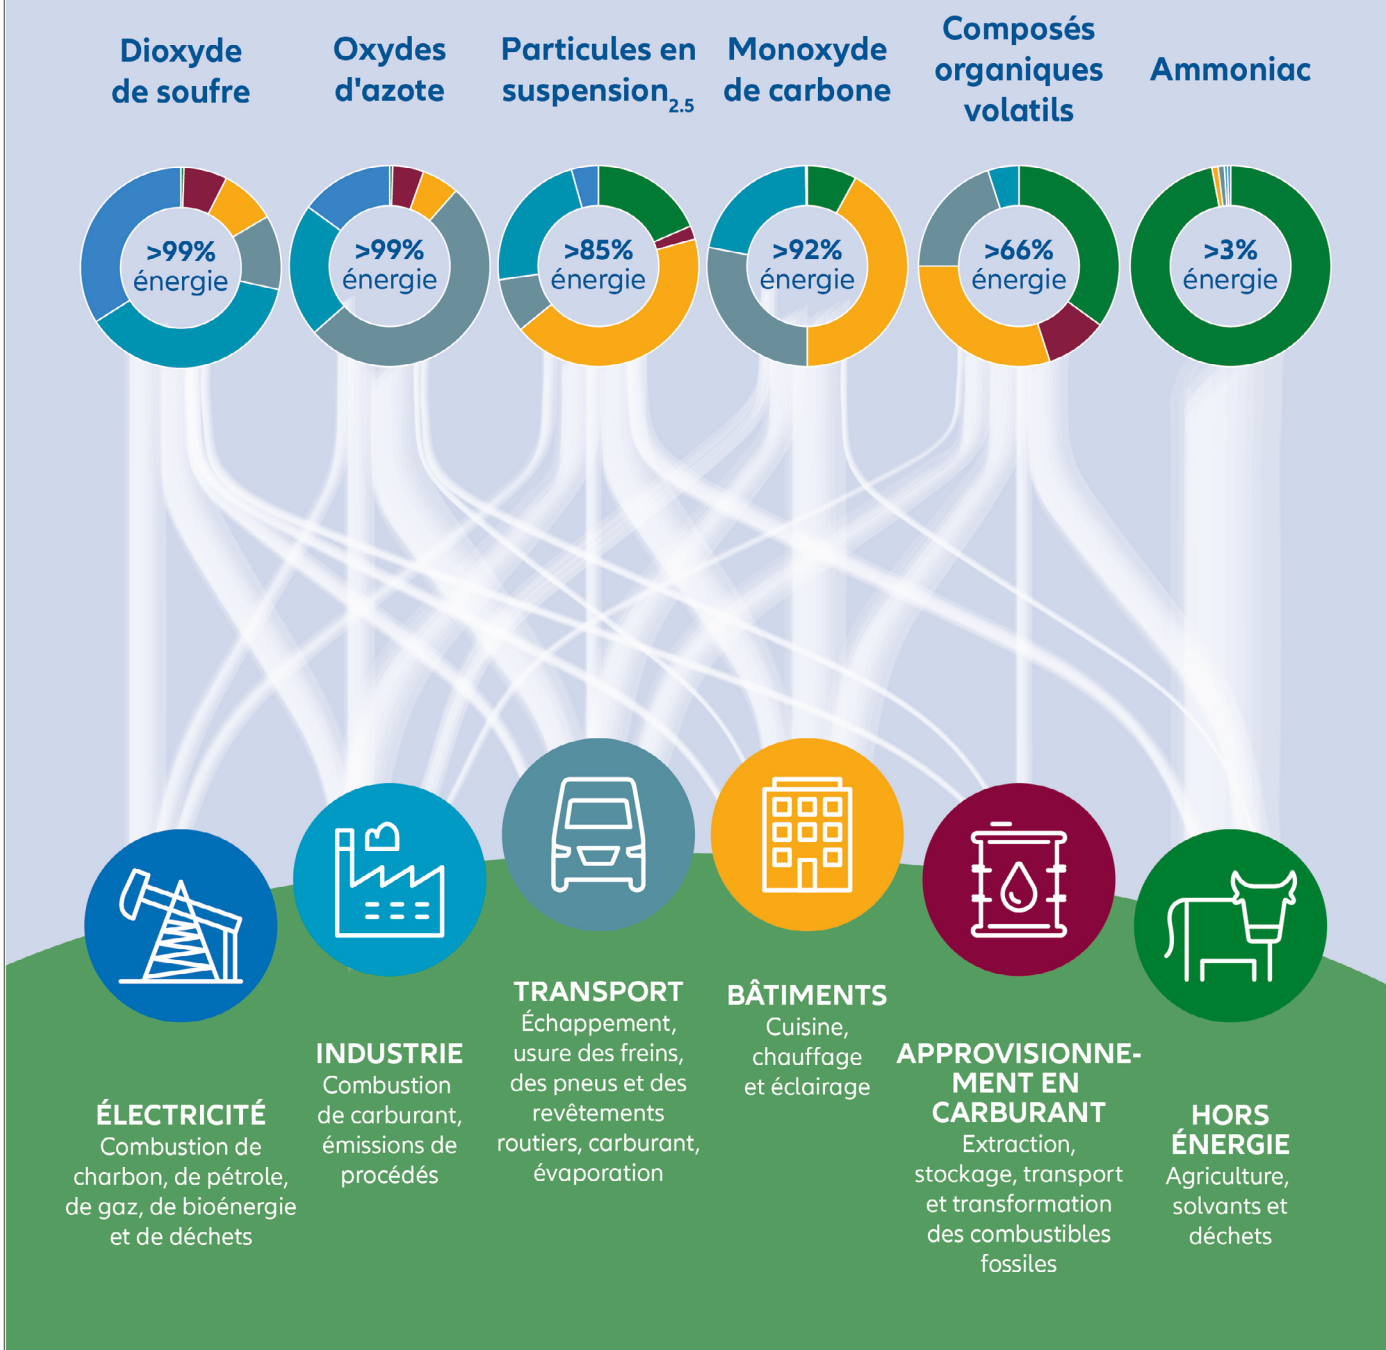 Dioxyde
de soufre
Oxydes
d'azote
Particules en
suspension2.5
Monoxyde
de carbone
Composés
organiques
volatils
Ammoniac
>99%
énergie
>99%
énergie
>85%
énergie
>92%
énergie
>66%
énergie
>3%
énergie
ÉLECTRICITÉ
Combustion de
charbon, de pétrole,
de gaz, de bioénergie
et de déchets
INDUSTRIE
Combustion
de carburant,
émissions de
procédés
TRANSPORT
Échappement,
usure des freins,
des pneus et des
revêtements
routiers, carburant,
évaporation
BÂTIMENTS
Cuisine,
chauffage
et éclairage
APPROVISIONNE-
MENT EN
CARBURANT
Extraction,
stockage, transport
et transformation
des combustibles
fossiles
HORS
ÉNERGIE
Agriculture,
solvants et
déchets